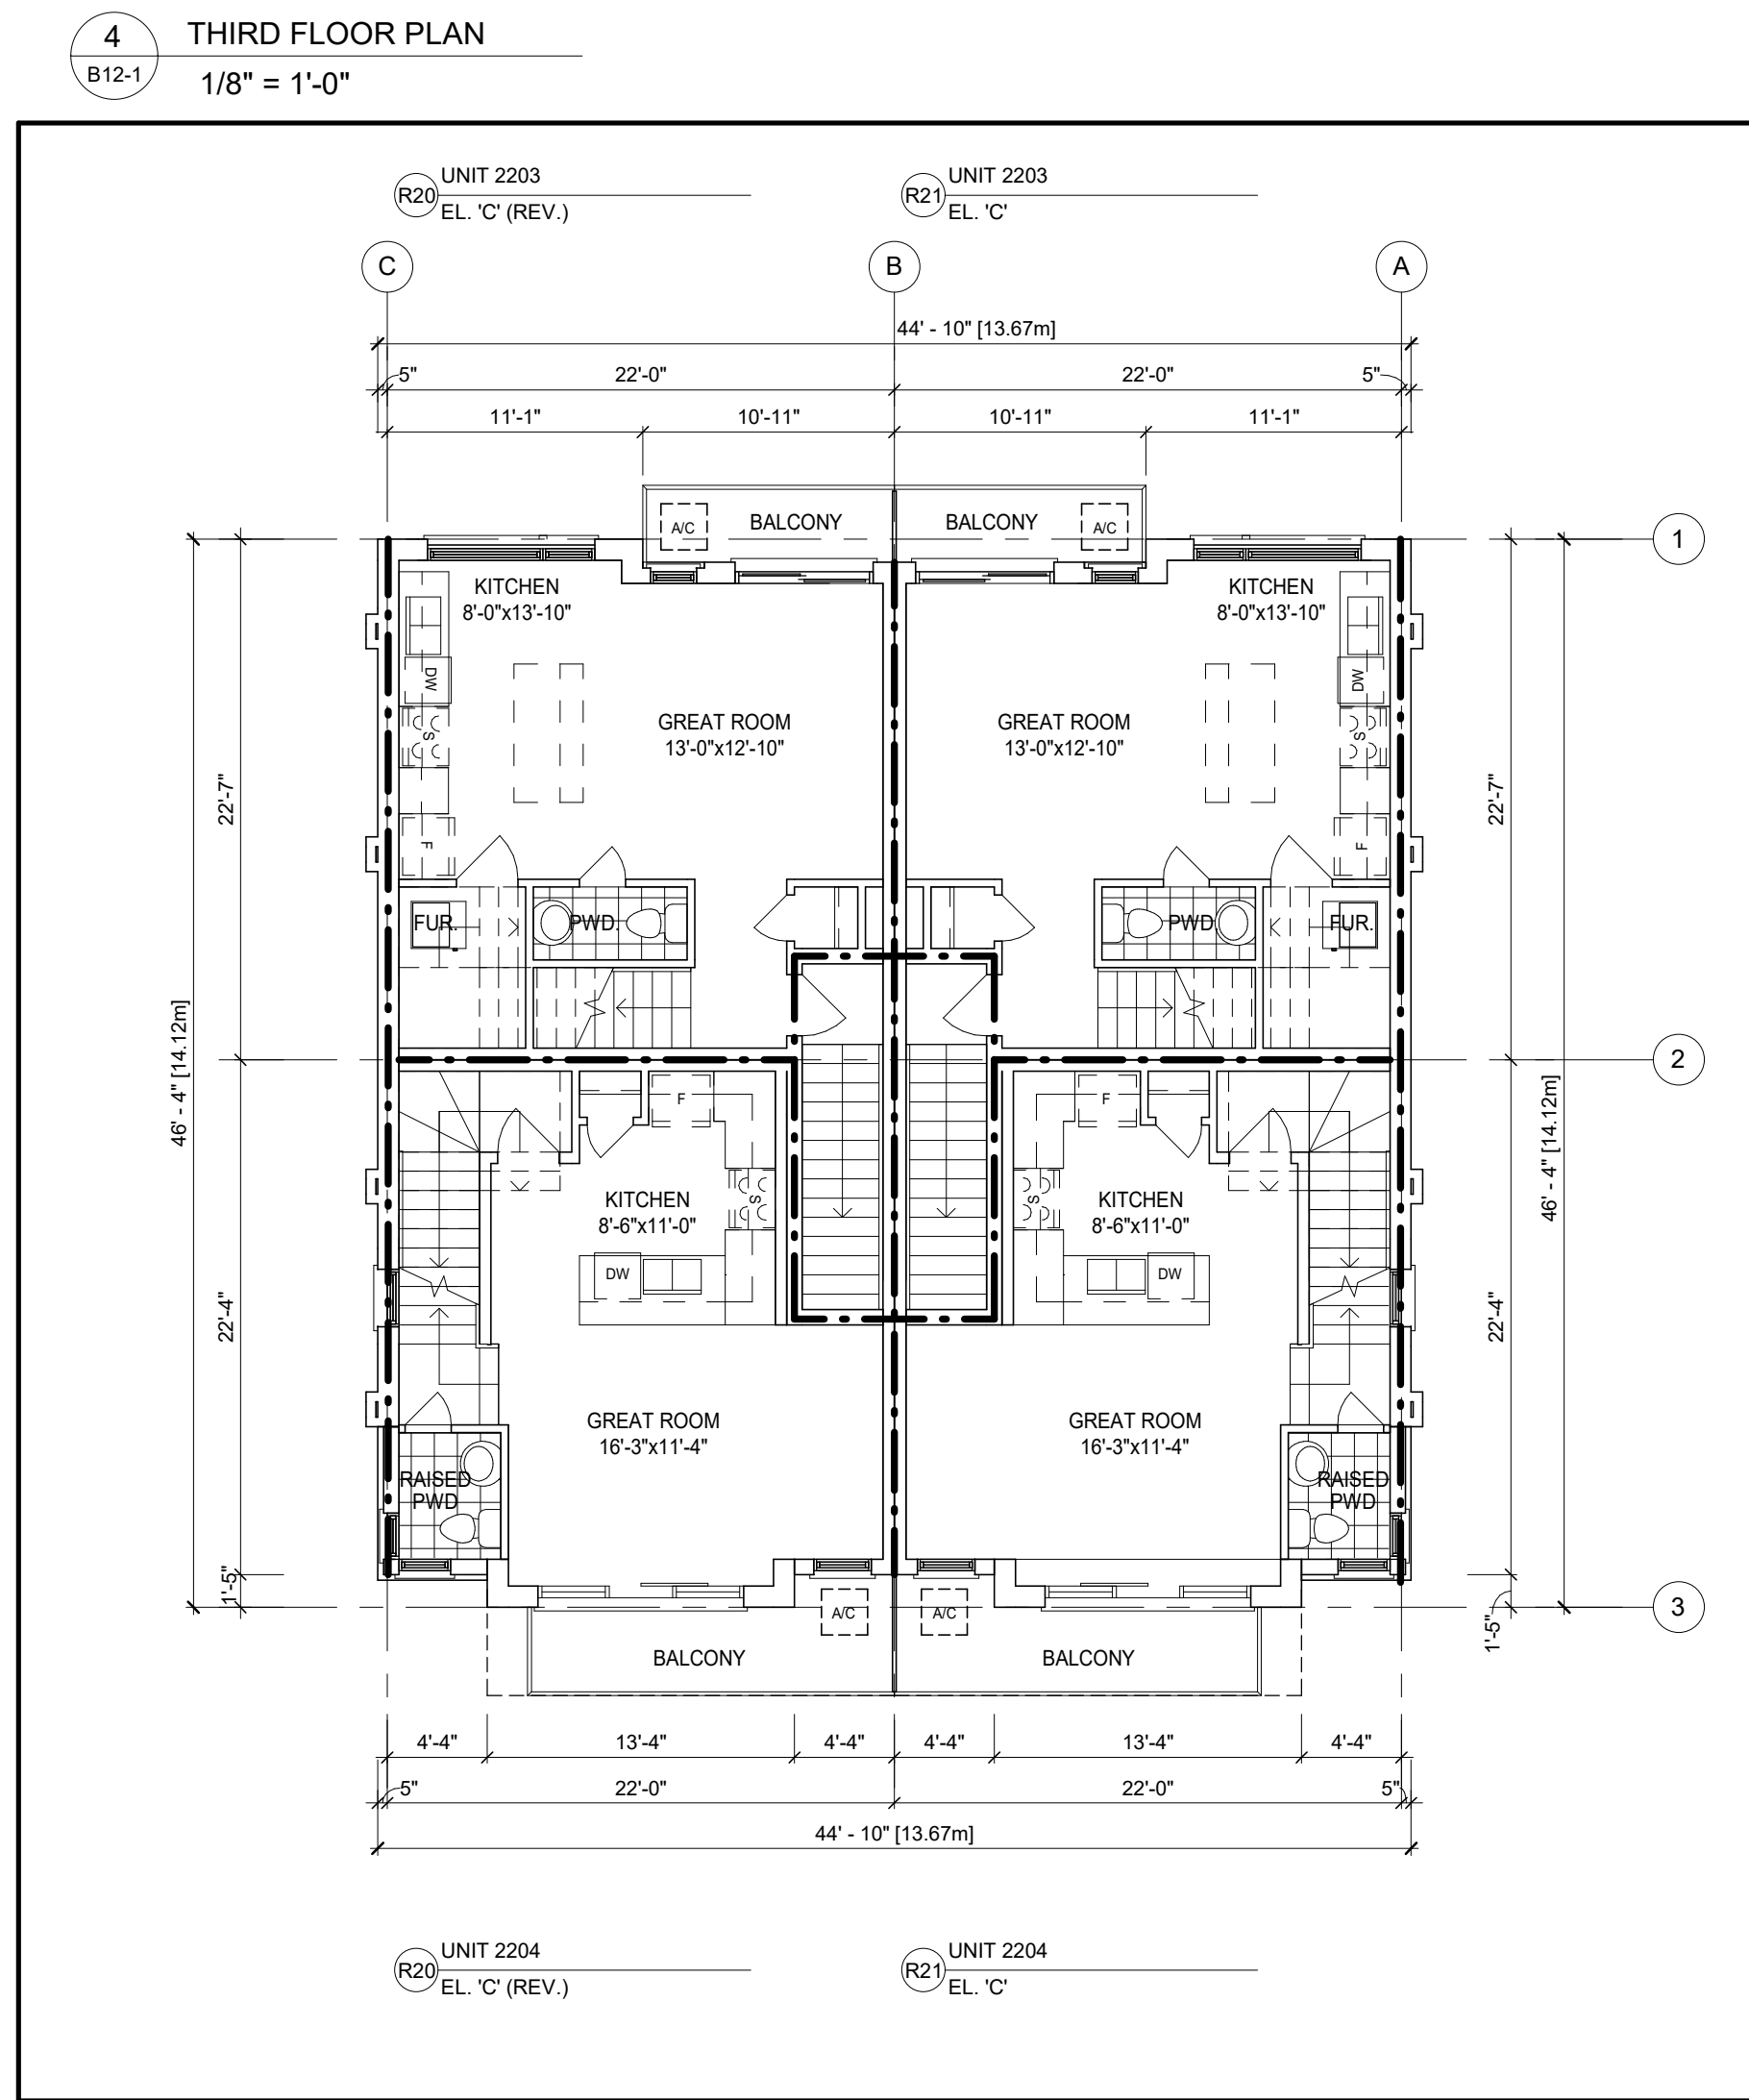 4
B12-1
THIRD FLOOR PLAN
1/8" = 1'-0"
R20
UNIT 2203
EL. 'C' (REV.)
R21
UNIT 2203
EL. 'C'
C
B
A
44' - 10" [13.67m]
5"
22'-0"
22'-0"
5"
11'-1"
10'-11"
10'-11"
11'-1"
A/C
BALCONY
BALCONY
A/C
1
KITCHEN
8'-0"x13'-10"
KITCHEN
8'-0"x13'-10"
DW
DW
GREAT ROOM
13'-0"x12'-10"
GREAT ROOM
13'-0"x12'-10"
S
S
22'-7"
22'-7"
F
F
FUR.
PWD.
PWD.
FUR.
46' - 4" [14.12m]
46' - 4" [14.12m]
2
F
F
KITCHEN
8'-6"x11'-0"
S
S
KITCHEN
8'-6"x11'-0"
DW
DW
22'-4"
22'-4"
GREAT ROOM
16'-3"x11'-4"
GREAT ROOM
16'-3"x11'-4"
RAISED
PWD
RAISED
PWD
1'-5"
1'-5"
A/C
A/C
3
BALCONY
BALCONY
4'-4"
13'-4"
4'-4"
4'-4"
13'-4"
4'-4"
5"
22'-0"
22'-0"
5"
44' - 10" [13.67m]
R20
UNIT 2204
EL. 'C' (REV.)
R21
UNIT 2204
EL. 'C'